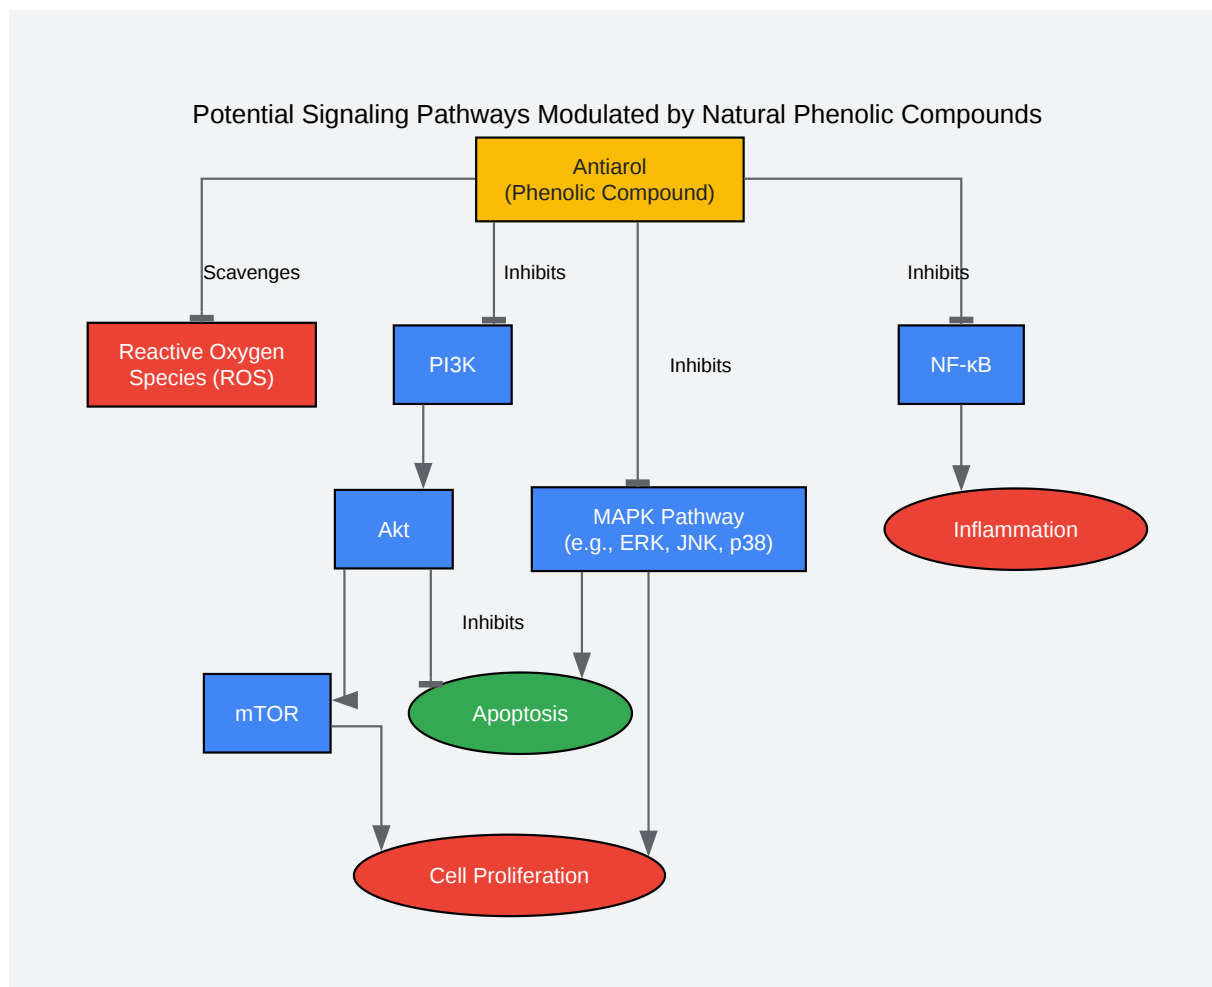 Potential Signaling Pathways Modulated by Natural Phenolic Compounds
Antiarol
(Phenolic Compound)
Scavenges
Inhibits
Inhibits
Reactive Oxygen
Species (ROS)
PI3K
Inhibits
NF-κB
Akt
MAPK Pathway
(e.g., ERK, JNK, p38)
Inflammation
Inhibits
mTOR
Apoptosis
Cell Proliferation